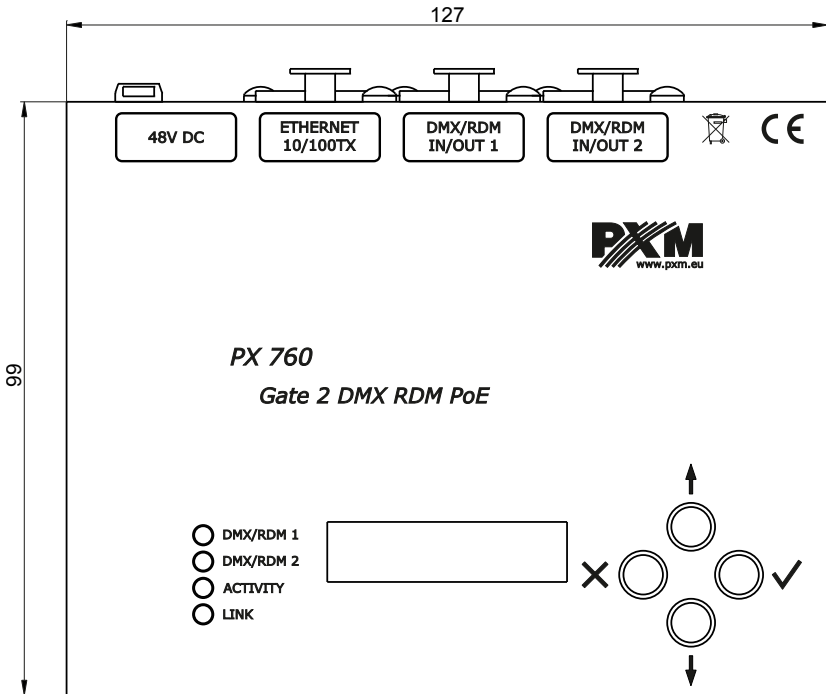 127
48V DC
ETHERNET
10/100TX
DMX/RDM
IN/OUT 1
DMX/RDM
IN/OUT 2
CE
PXM
www.pxm.eu
99
PX 760
Gate 2 DMX RDM PoE
DMX/RDM 1
DMX/RDM 2
ACTIVITY
LINK